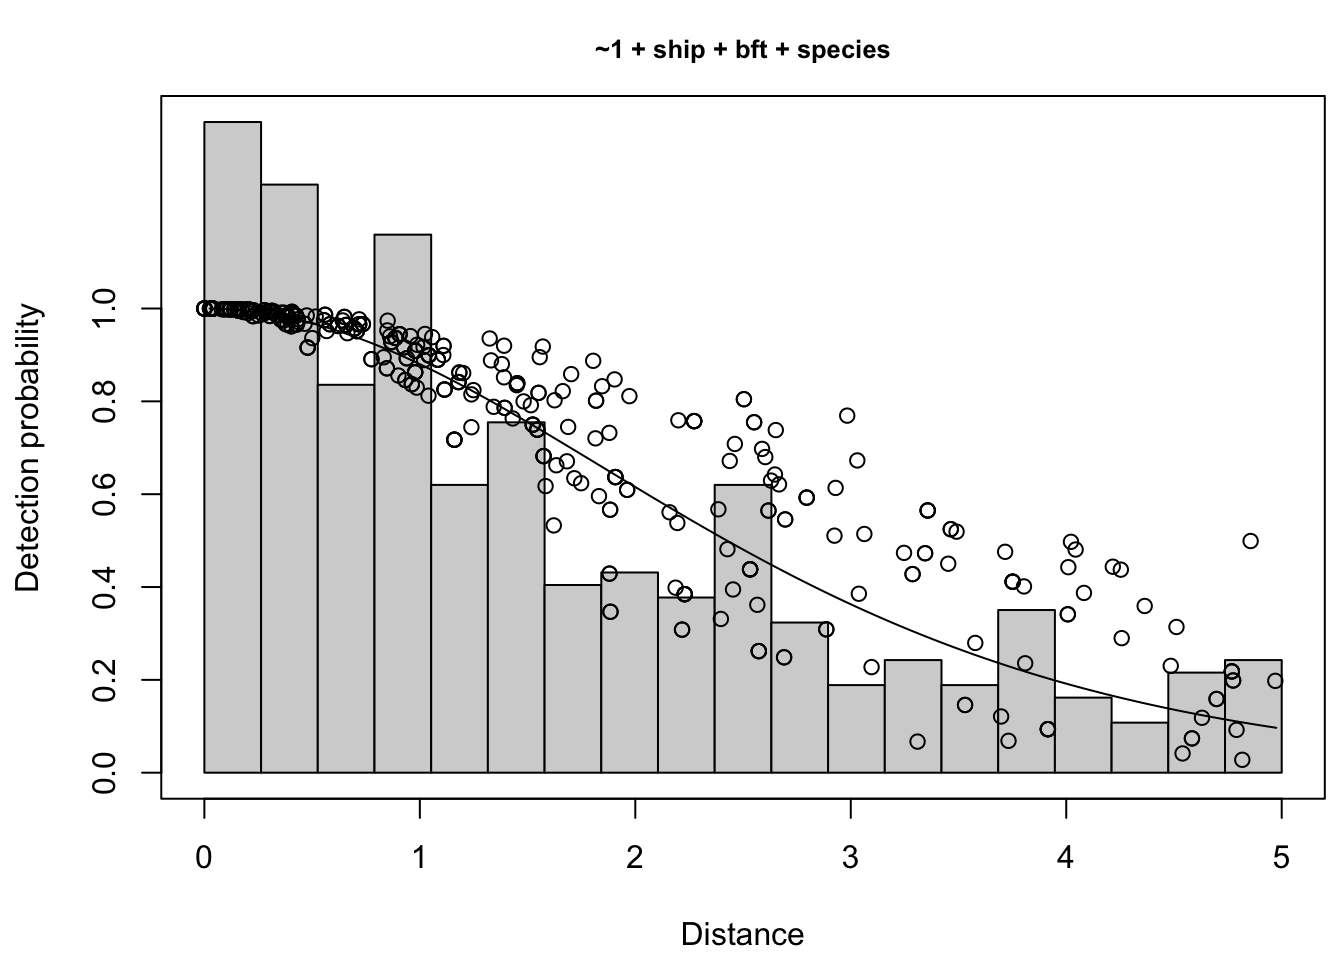 ~1 + ship + bft + species
Detection probability
1.0
0.8
0.6
0.4
0.2
0.0
0 1 2 3 4 5
Distance